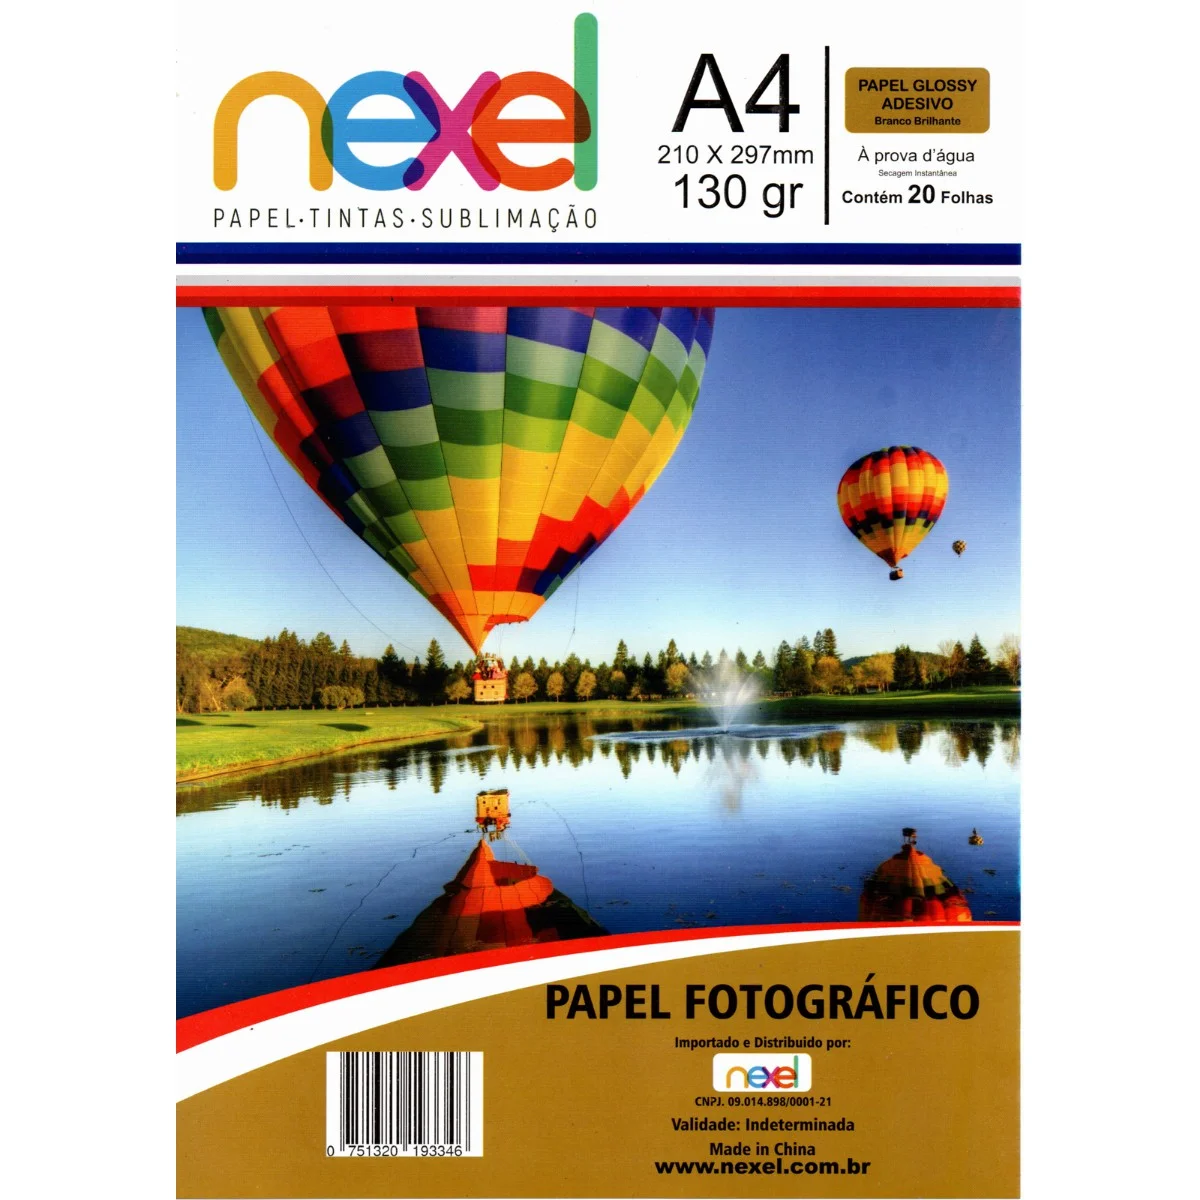 nexel
PAPEL·TINTAS·SUBLIMAÇÃO
A4
210 X 297mm
130 gr
PAPEL GLOSSY
ADESIVO
Branco Brilhante
À prova d'água
Secagem Instantânea
Contém 20 Folhas
PAPEL FOTOGRÁFICO
Importado e Distribuido por:
nexel
CNPJ. 09.014.898/0001-21
Validade: Indeterminada
Made in China
www.nexel.com.br
0 751320 193346